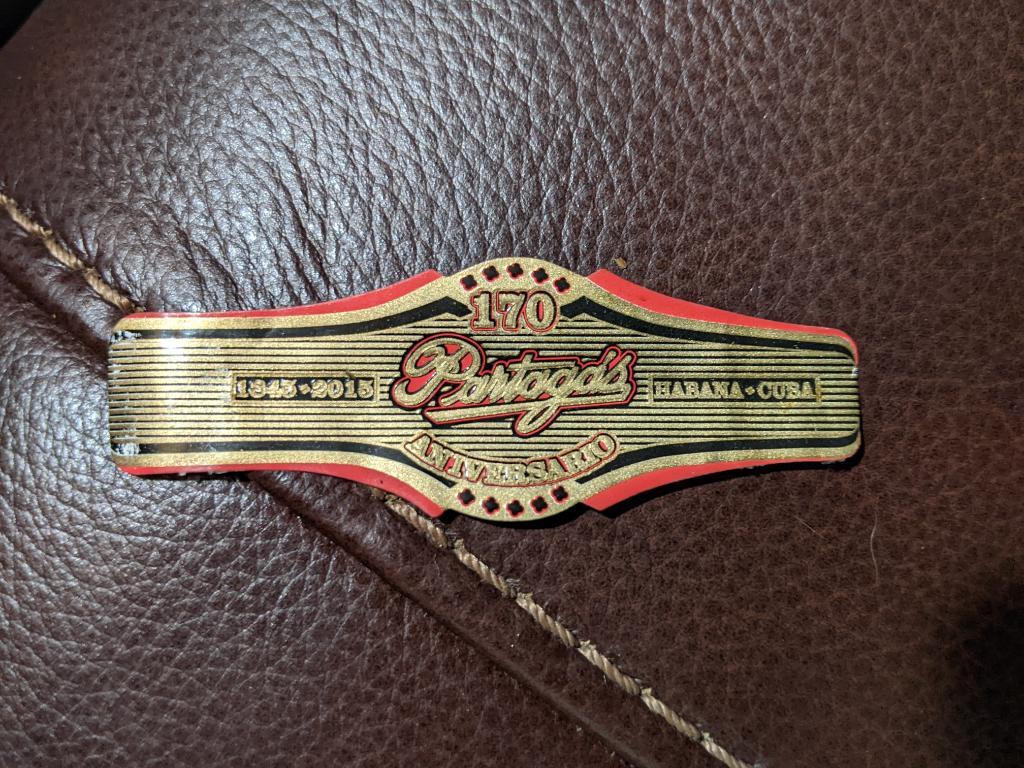 170
1845 • 2015
Partagás
HABANA • CUBA
ANIVERSARIO